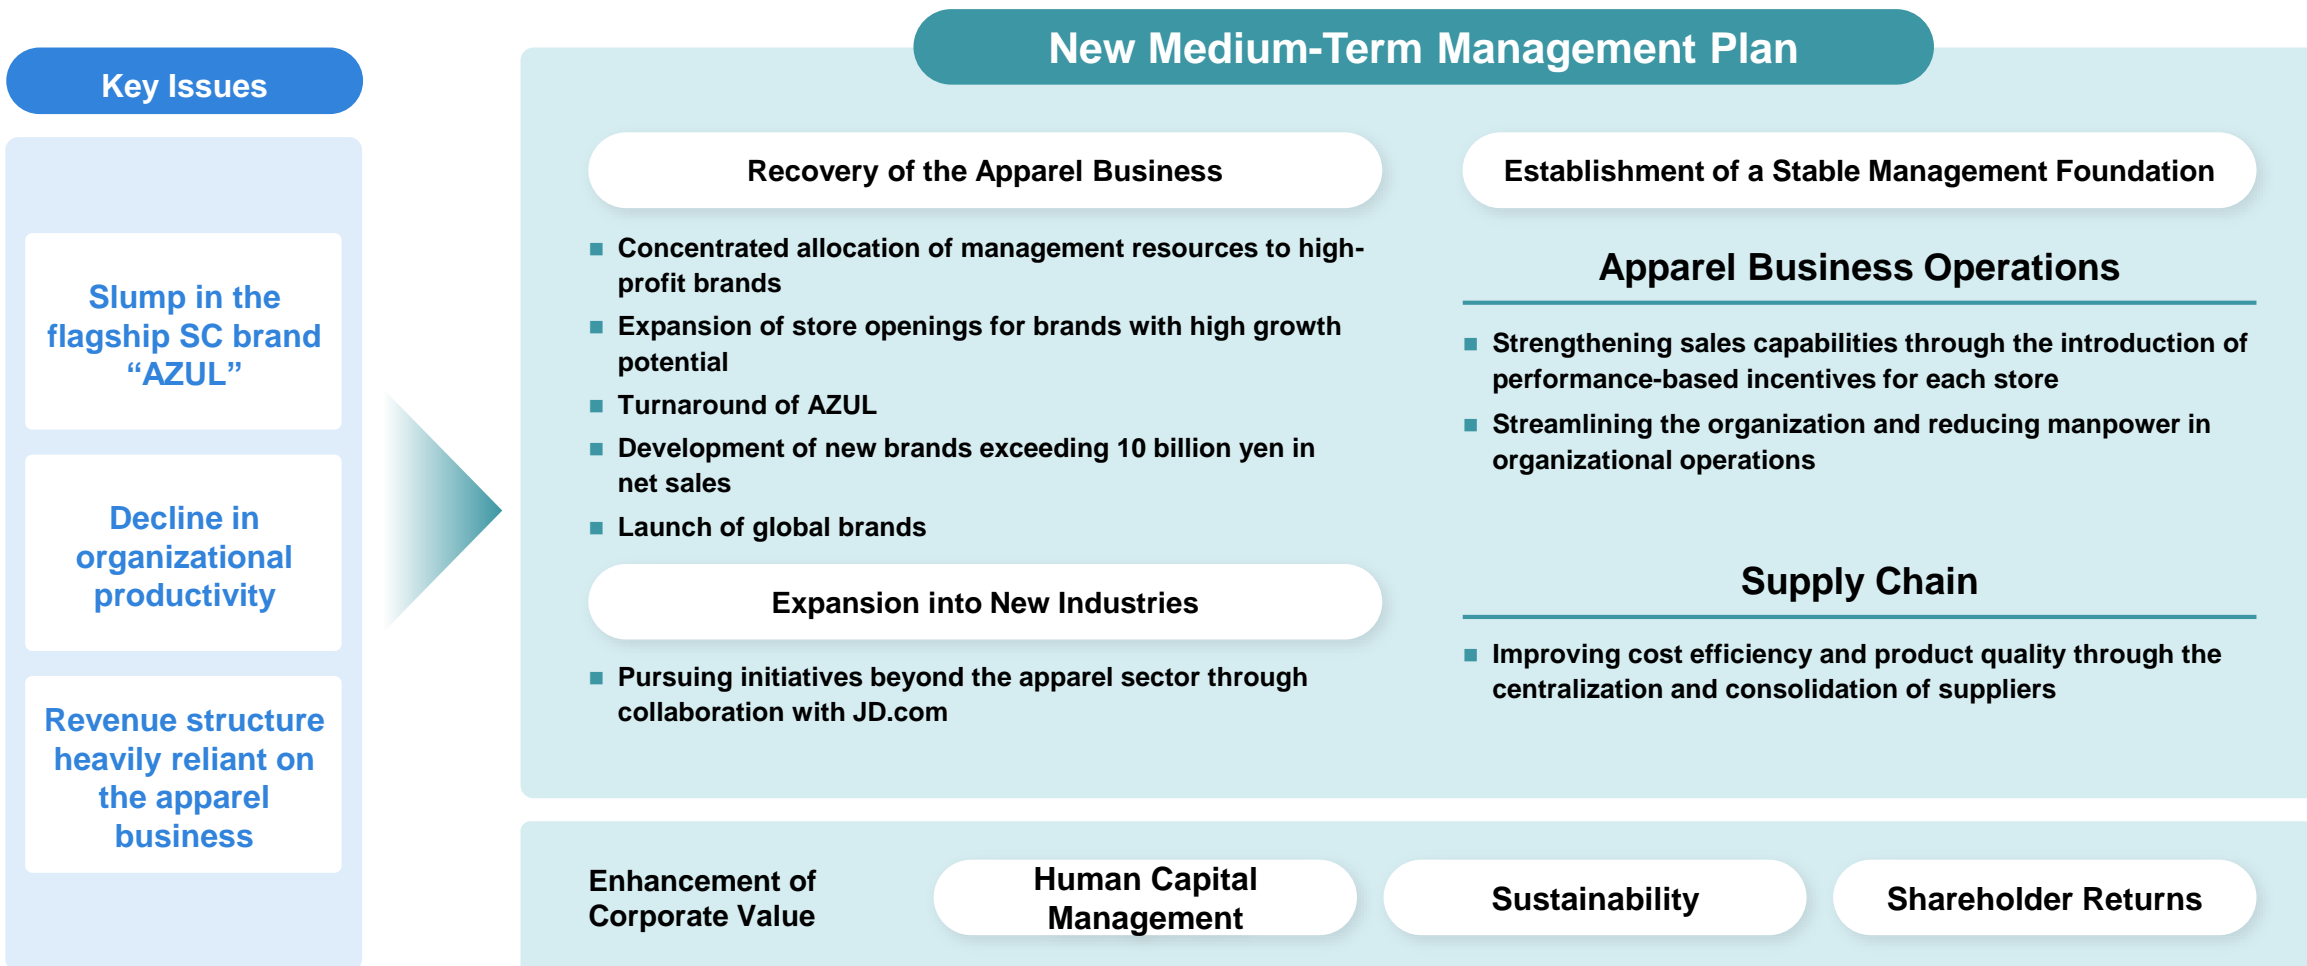 New Medium-Term Management Plan
Key Issues
Slump in the
flagship SC brand
“AZUL”
Decline in
organizational
productivity
Revenue structure
heavily reliant on
the apparel
business
Recovery of the Apparel Business
Concentrated allocation of management resources to high-
profit brands
Expansion of store openings for brands with high growth
potential
Turnaround of AZUL
Development of new brands exceeding 10 billion yen in
net sales
Launch of global brands
Expansion into New Industries
Pursuing initiatives beyond the apparel sector through
collaboration with JD.com
Establishment of a Stable Management Foundation
Apparel Business Operations
Strengthening sales capabilities through the introduction of
performance-based incentives for each store
Streamlining the organization and reducing manpower in
organizational operations
Supply Chain
Improving cost efficiency and product quality through the
centralization and consolidation of suppliers
Enhancement of
Corporate Value
Human Capital
Management
Sustainability
Shareholder Returns